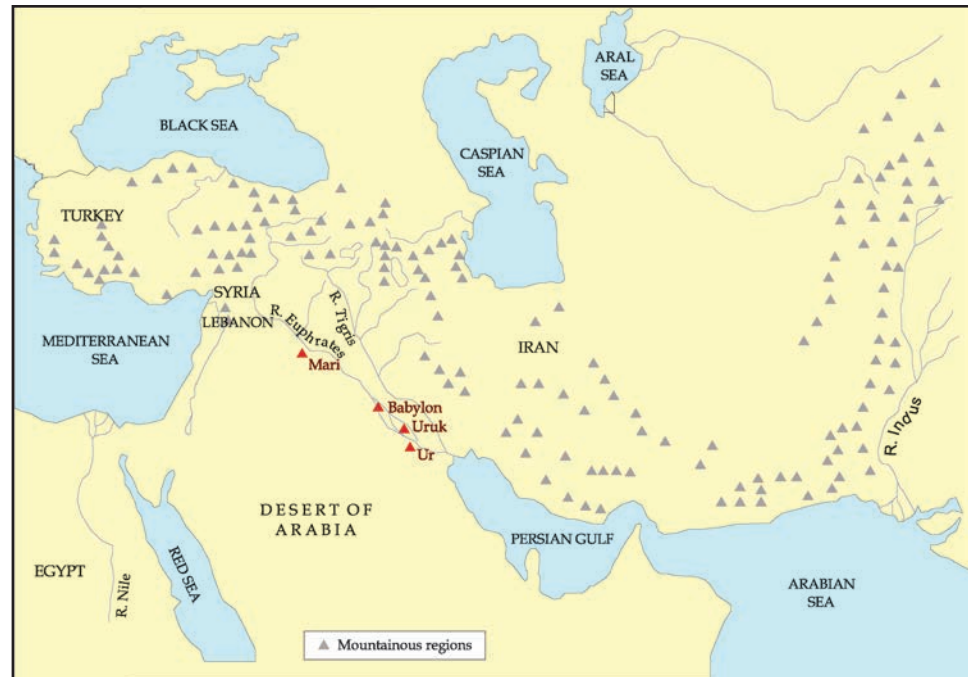 ARAL
SEA
BLACK SEA
CASPIAN
SEA
TURKEY
SYRIA
LEBANON
MEDITERRANEAN
SEA
R. Euphrates
R. Tigris
IRAN
Mari
Babylon
Uruk
Ur
R. Indus
DESERT OF
ARABIA
PERSIAN GULF
EGYPT
R. Nile
RED SEA
ARABIAN
SEA
Mountainous regions